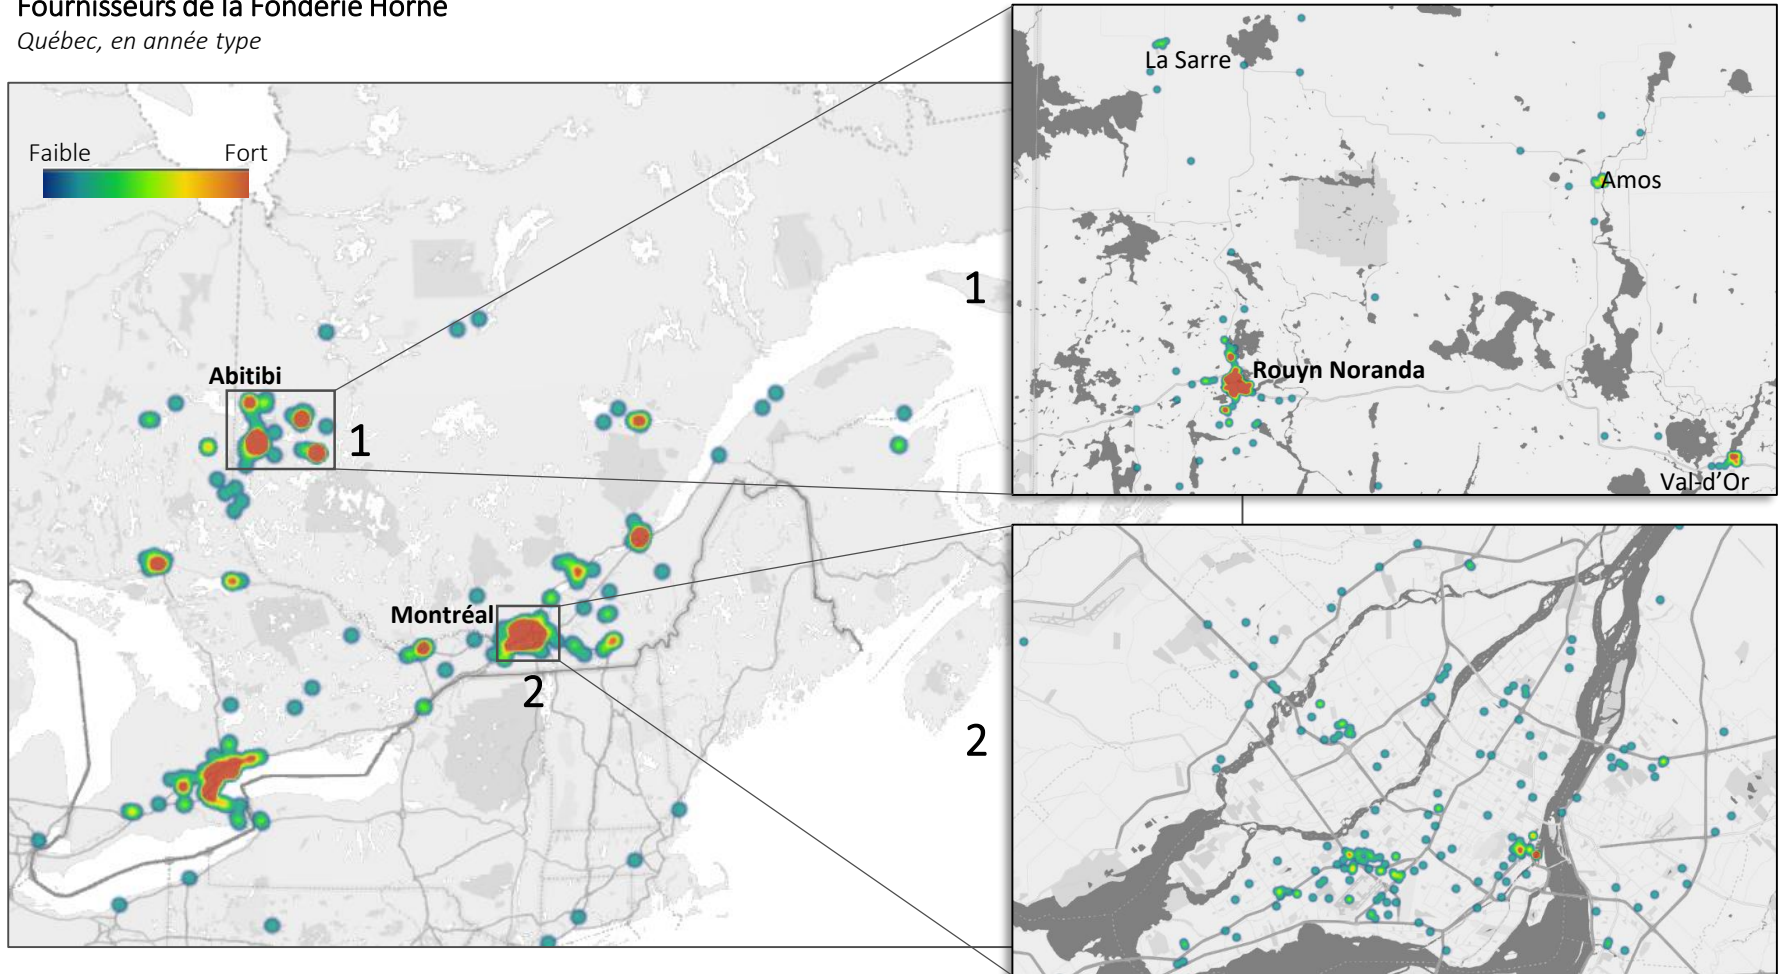 Fournisseurs de la Fonderie Horne
Québec, en année type
Faible Fort
Abitibi
1
Montréal
2
1
La Sarre
Amos
Rouyn Noranda
Val-d’Or
2